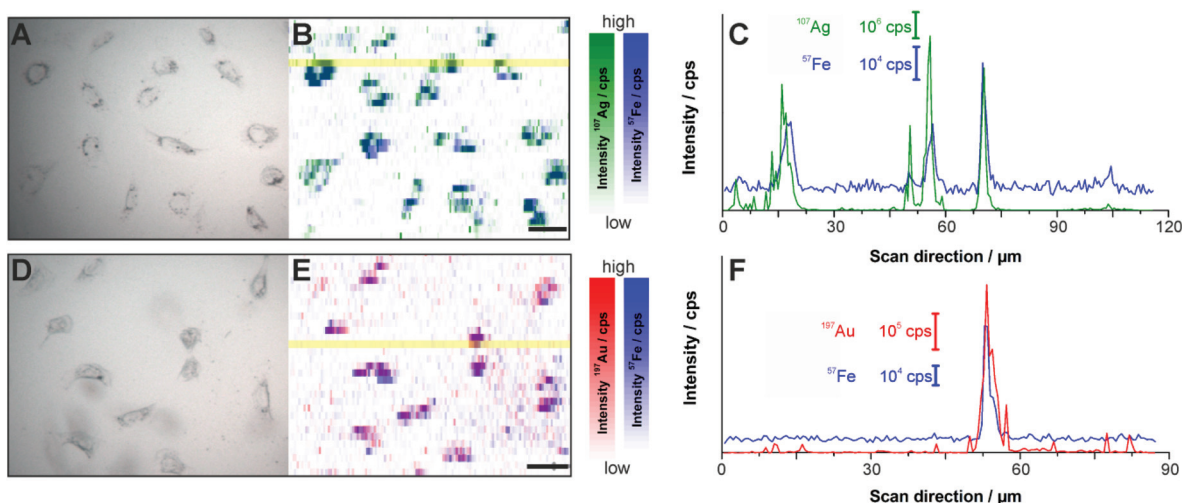 A
B
high
Intensity ¹⁰⁷Ag / cps
Intensity ⁵⁷Fe / cps
low
C
¹⁰⁷Ag 10⁶ cps
⁵⁷Fe 10⁴ cps
Intensity / cps
0 30 60 90 120
Scan direction / µm
D
E
high
Intensity ¹⁹⁷Au / cps
Intensity ⁵⁷Fe / cps
low
F
¹⁹⁷Au 10⁵ cps
⁵⁷Fe 10⁴ cps
Intensity / cps
0 30 60 90
Scan direction / µm